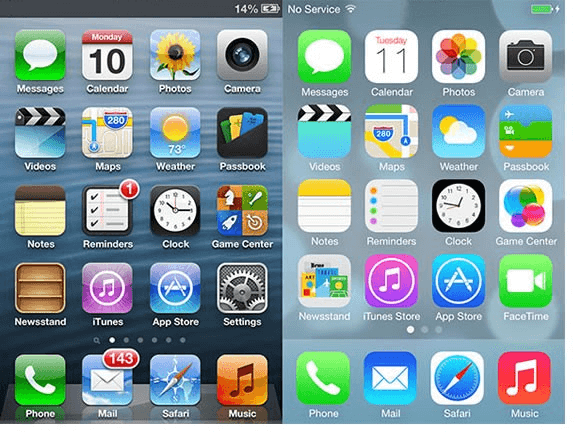 14%
Monday
10
Messages Calendar Photos Camera
280
73°
Videos Maps Weather Passbook
1
Notes Reminders Clock Game Center
Newsstand iTunes App Store Settings
143
Phone Mail Safari Music
No Service
Tuesday
11
Messages Calendar Photos Camera
280
Videos Maps Weather Passbook
Notes Reminders Clock Game Center
Newsstand iTunes Store App Store FaceTime
Phone Mail Safari Music